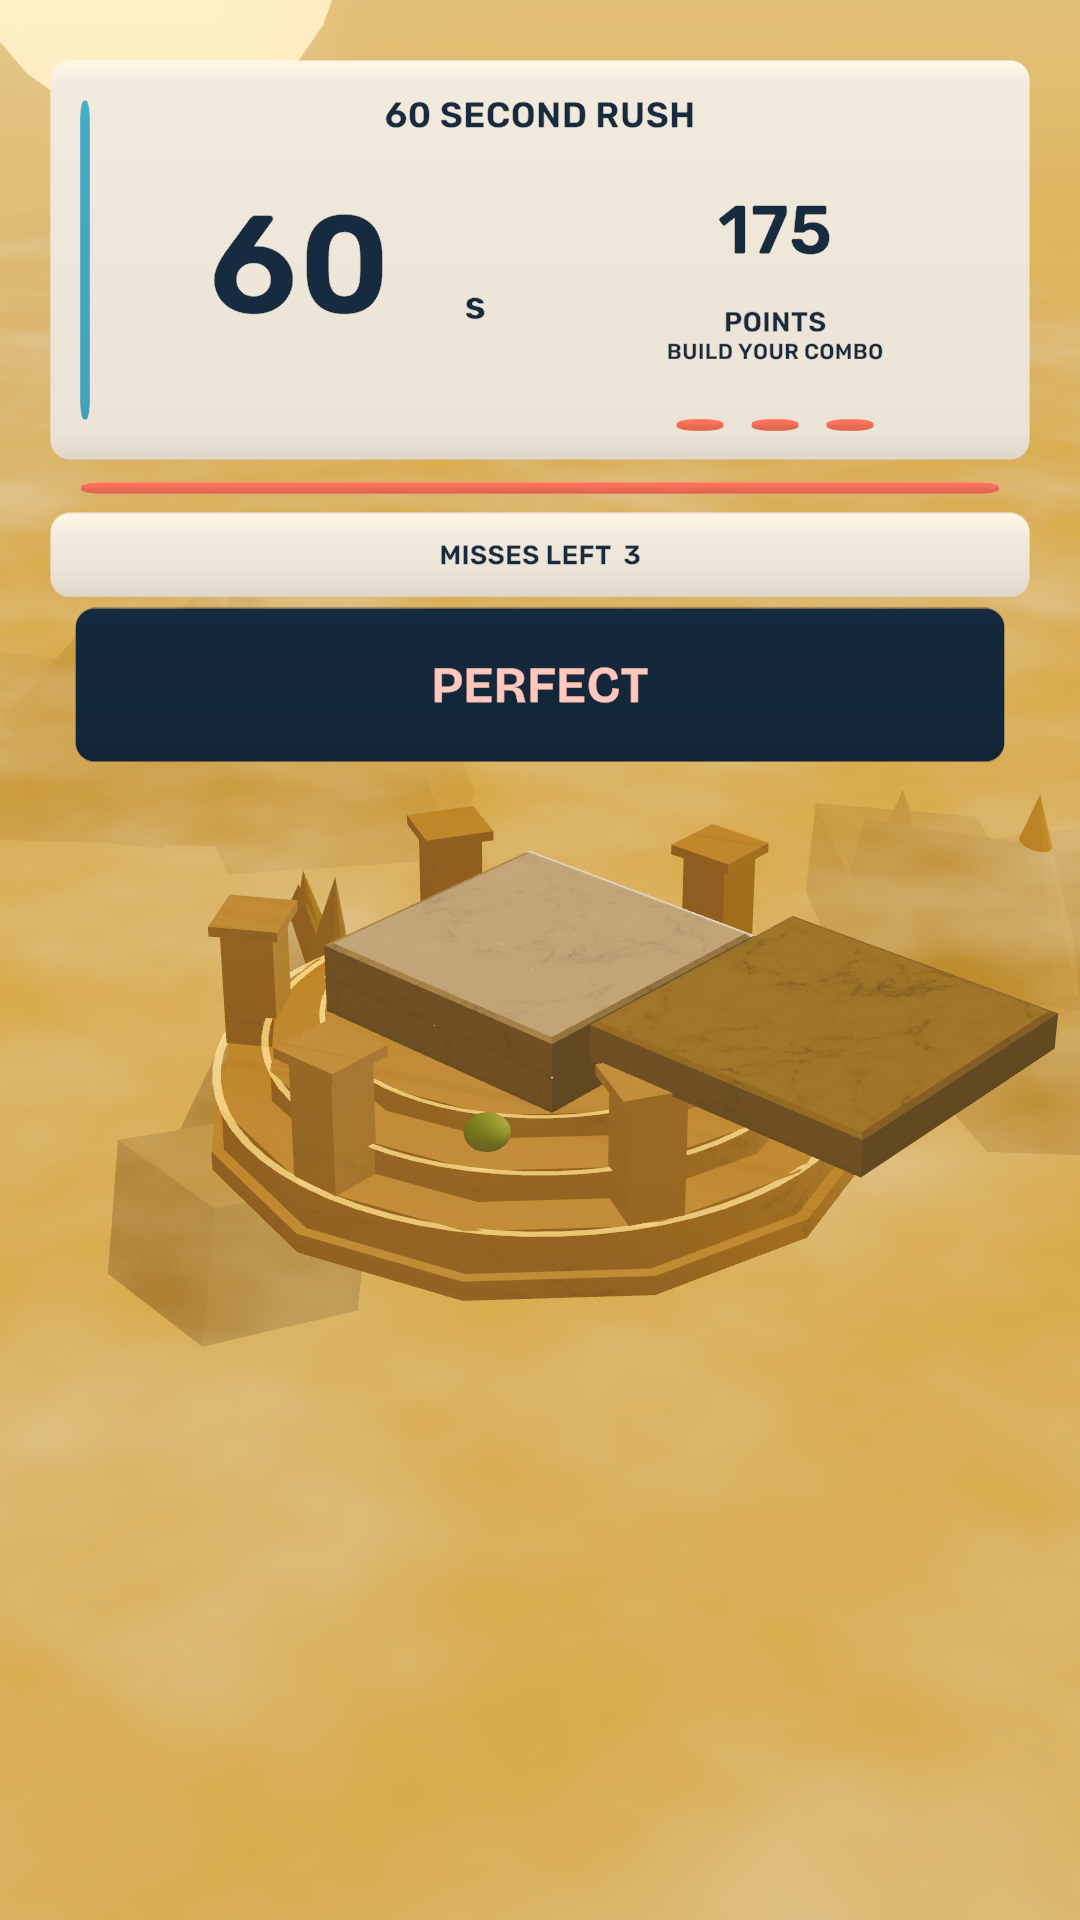 60 SECOND RUSH
60 s
175
POINTS
BUILD YOUR COMBO
MISSES LEFT 3
PERFECT